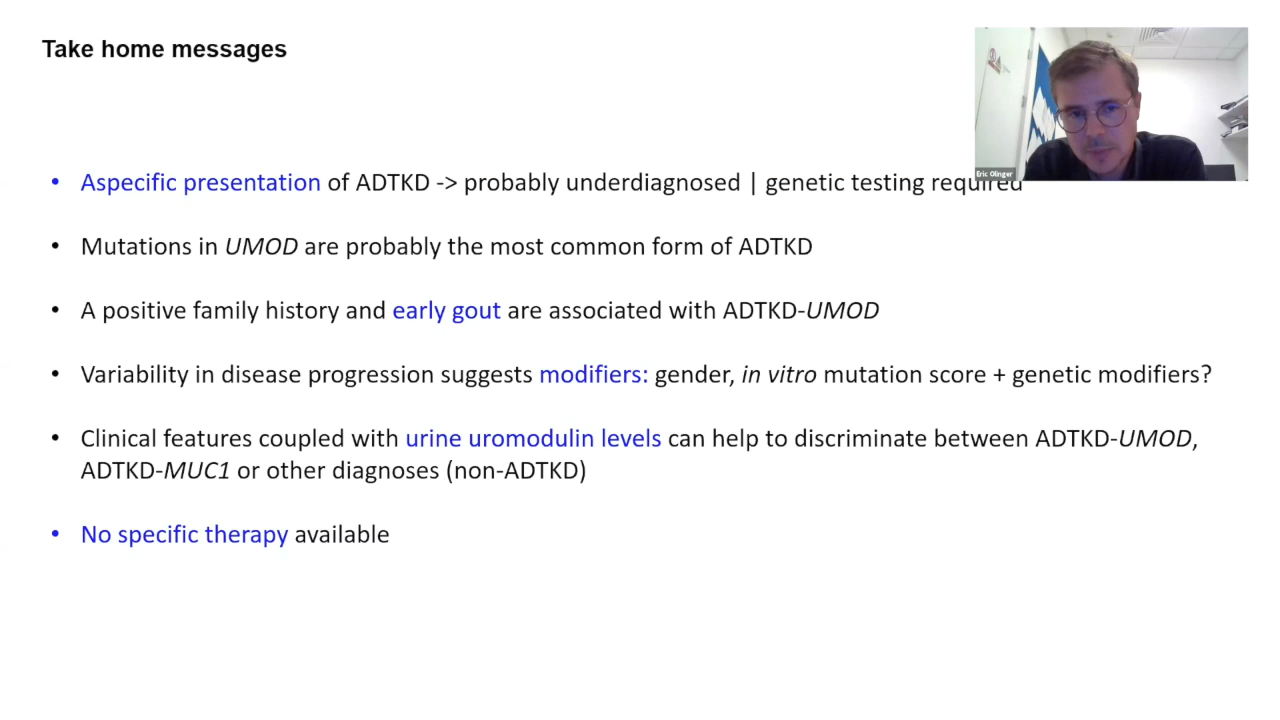 Take home messages
• Aspecific presentation of ADTKD -> probably underdiagnosed | genetic testing required
Eric Olinger
• Mutations in UMOD are probably the most common form of ADTKD
• A positive family history and early gout are associated with ADTKD-UMOD
• Variability in disease progression suggests modifiers: gender, in vitro mutation score + genetic modifiers?
• Clinical features coupled with urine uromodulin levels can help to discriminate between ADTKD-UMOD,
ADTKD-MUC1 or other diagnoses (non-ADTKD)
• No specific therapy available